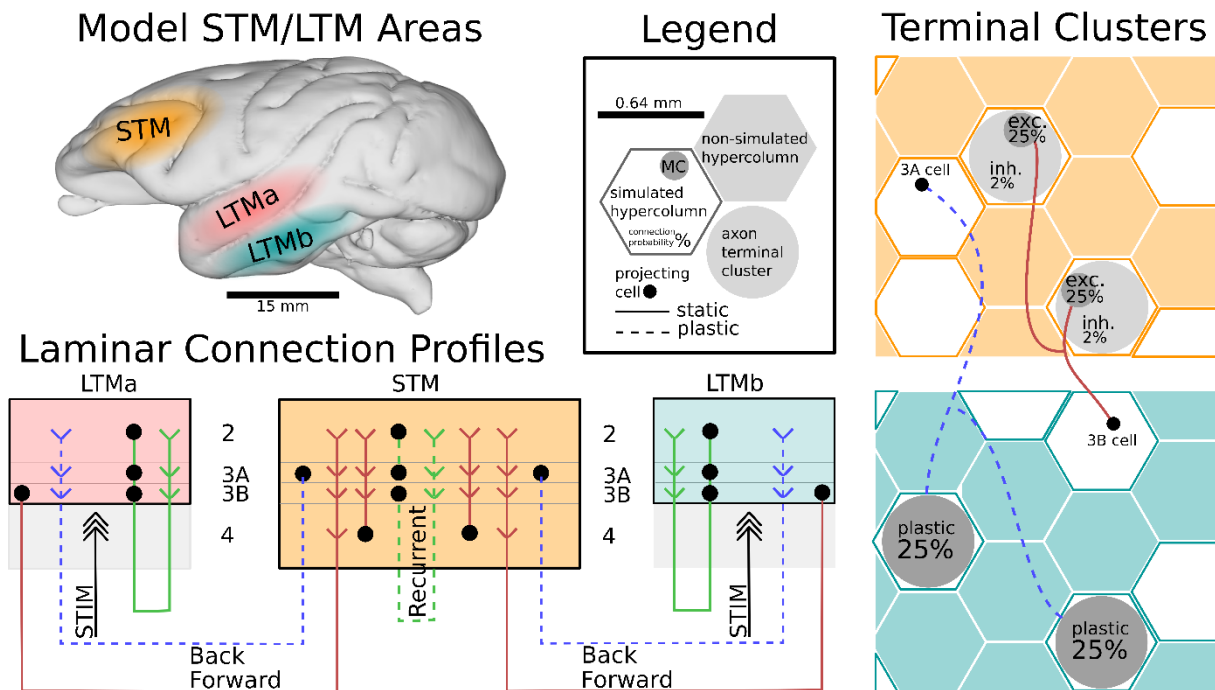 Model STM/LTM Areas
STM
LTMa
LTMb
15 mm
Legend
0.64 mm
non-simulated
hypercolumn
MC
simulated
hypercolumn
connection
probability%
axon
terminal
cluster
projecting
cell
static
plastic
Terminal Clusters
exc.
25%
inh.
2%
3A cell
exc.
25%
inh.
2%
3B cell
plastic
25%
plastic
25%
Laminar Connection Profiles
LTMa
STM
LTMb
2
3A
3B
4
2
3A
3B
4
STIM
Recurrent
STIM
Back
Forward
Back
Forward